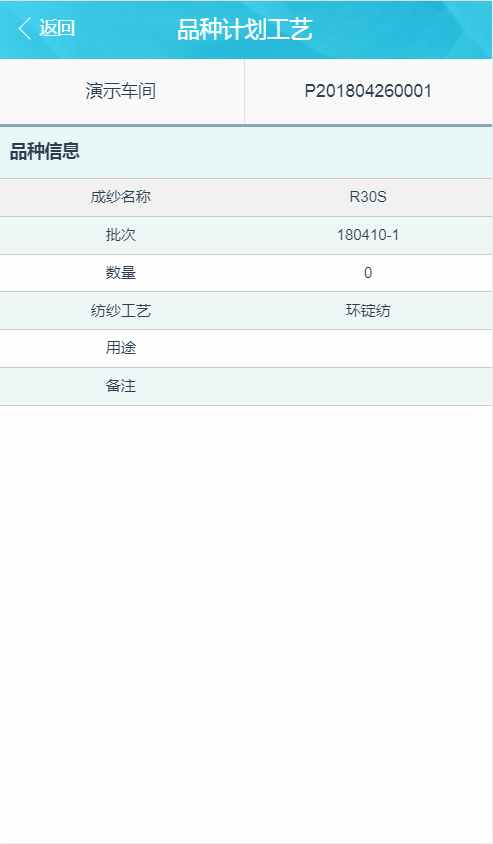 返回 品种计划工艺
演示车间 P201804260001
品种信息
成纱名称 R30S
批次 180410-1
数量 0
纺纱工艺 环锭纺
用途
备注